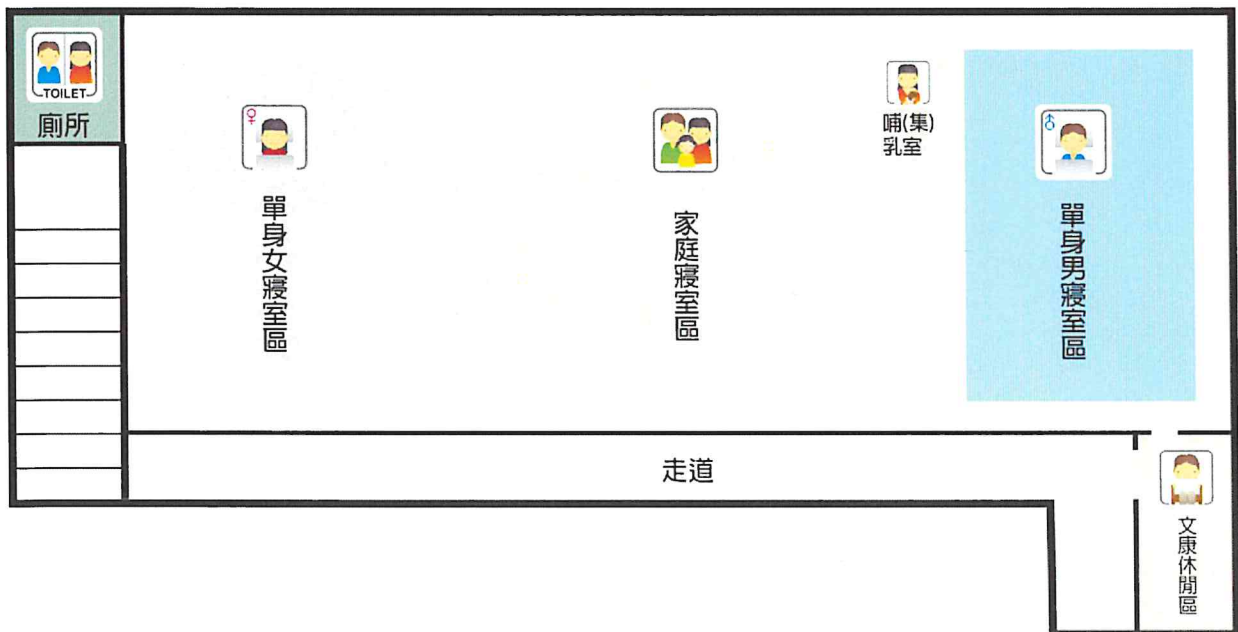 TOILET
廁所
單身女寢室區
家庭寢室區
哺(集)
乳室
單身男寢室區
走道
文康休閒區